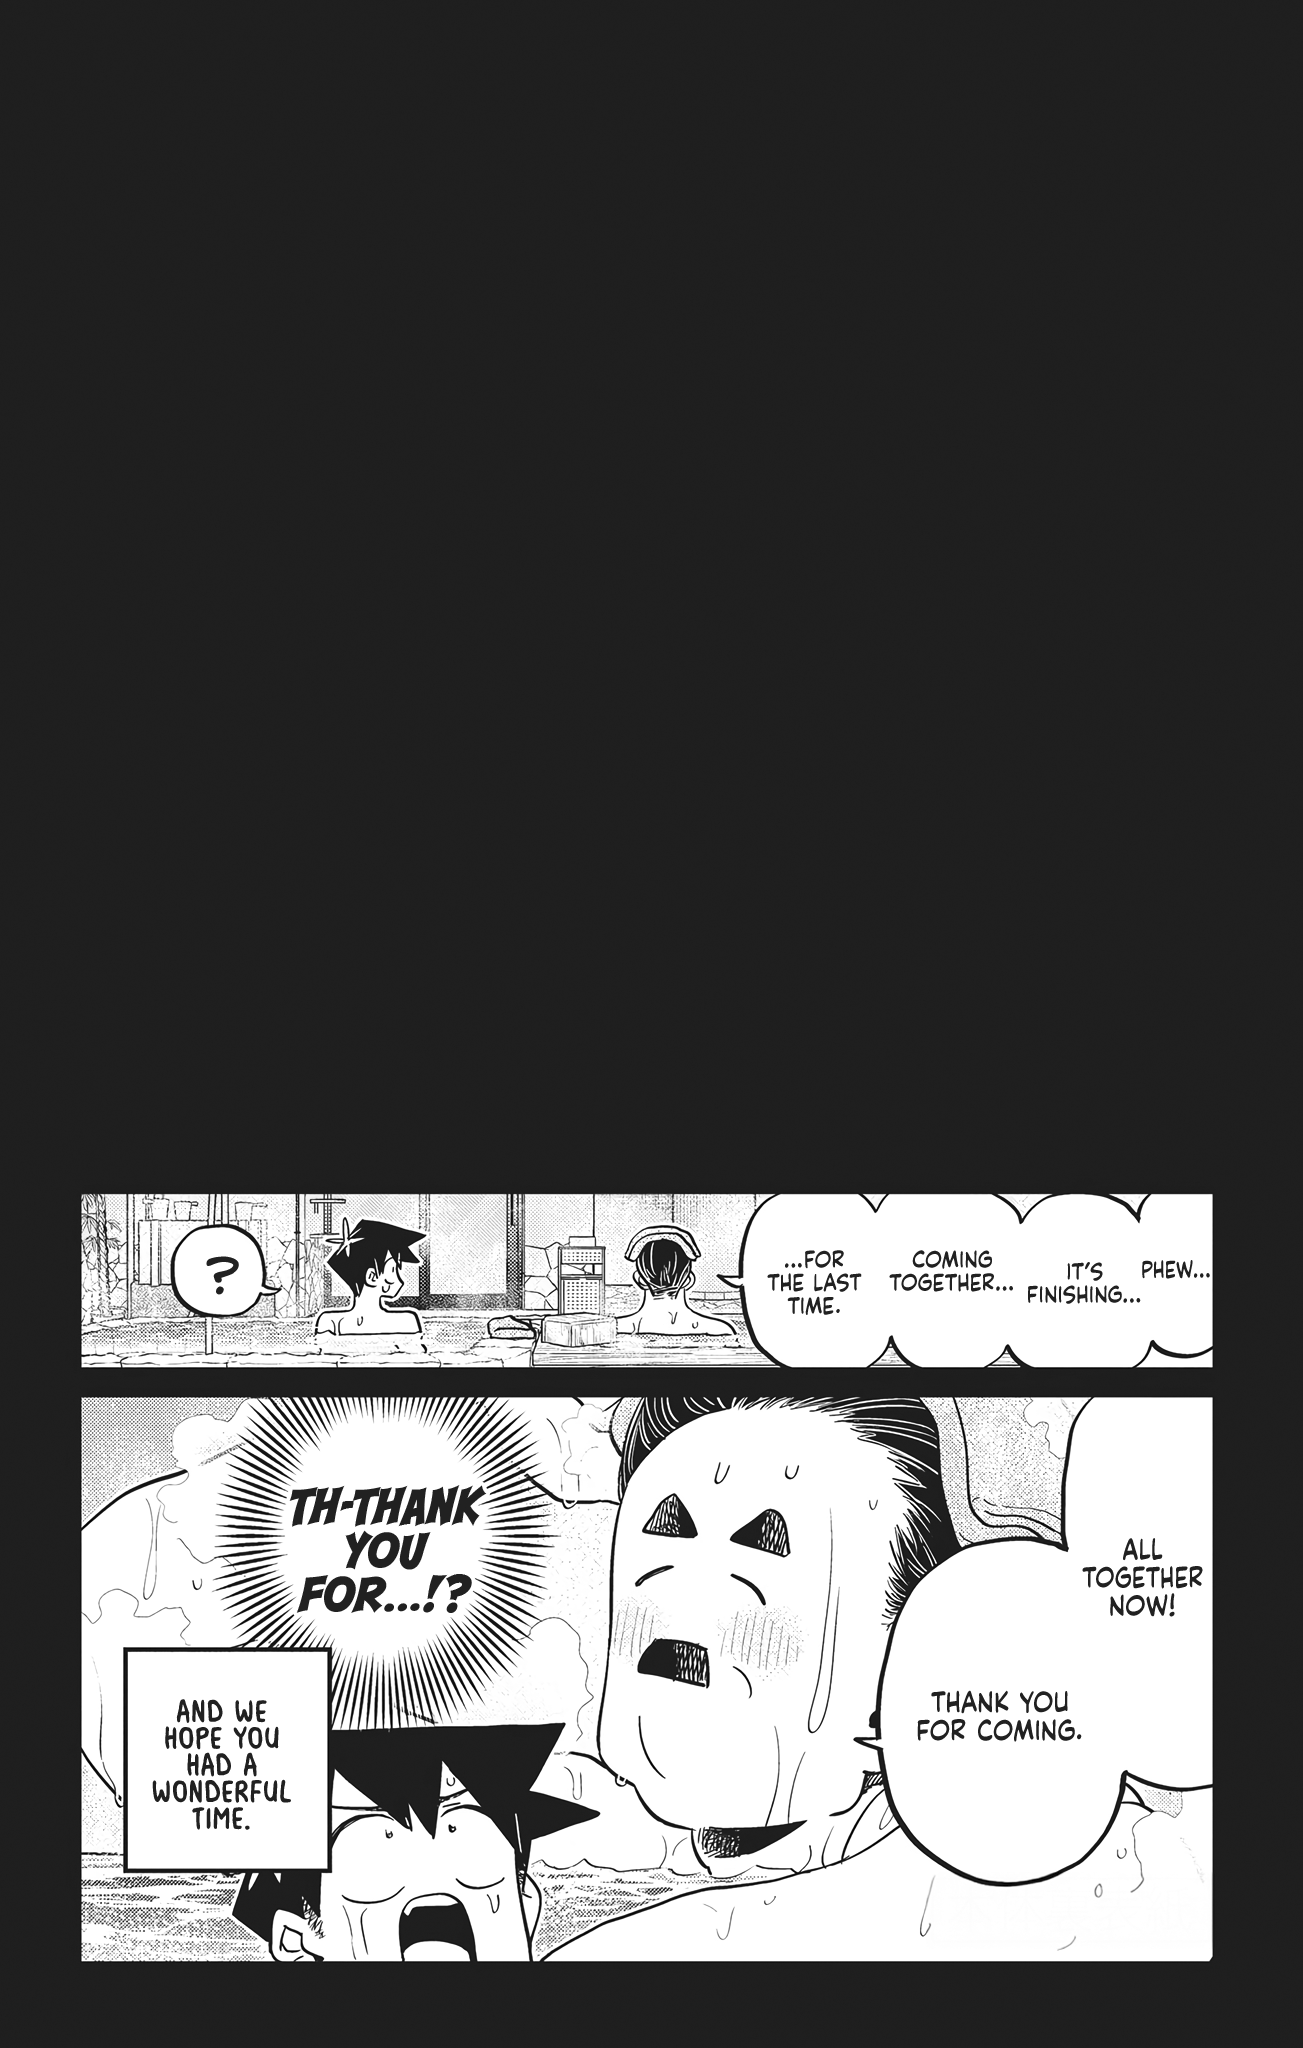 PHEW...
IT'S
FINISHING...
COMING
TOGETHER...
...FOR
THE LAST
TIME.
?
ALL
TOGETHER
NOW!
THANK YOU
FOR COMING.
TH-THANK
YOU
FOR...!?
AND WE
HOPE YOU
HAD A
WONDERFUL
TIME.